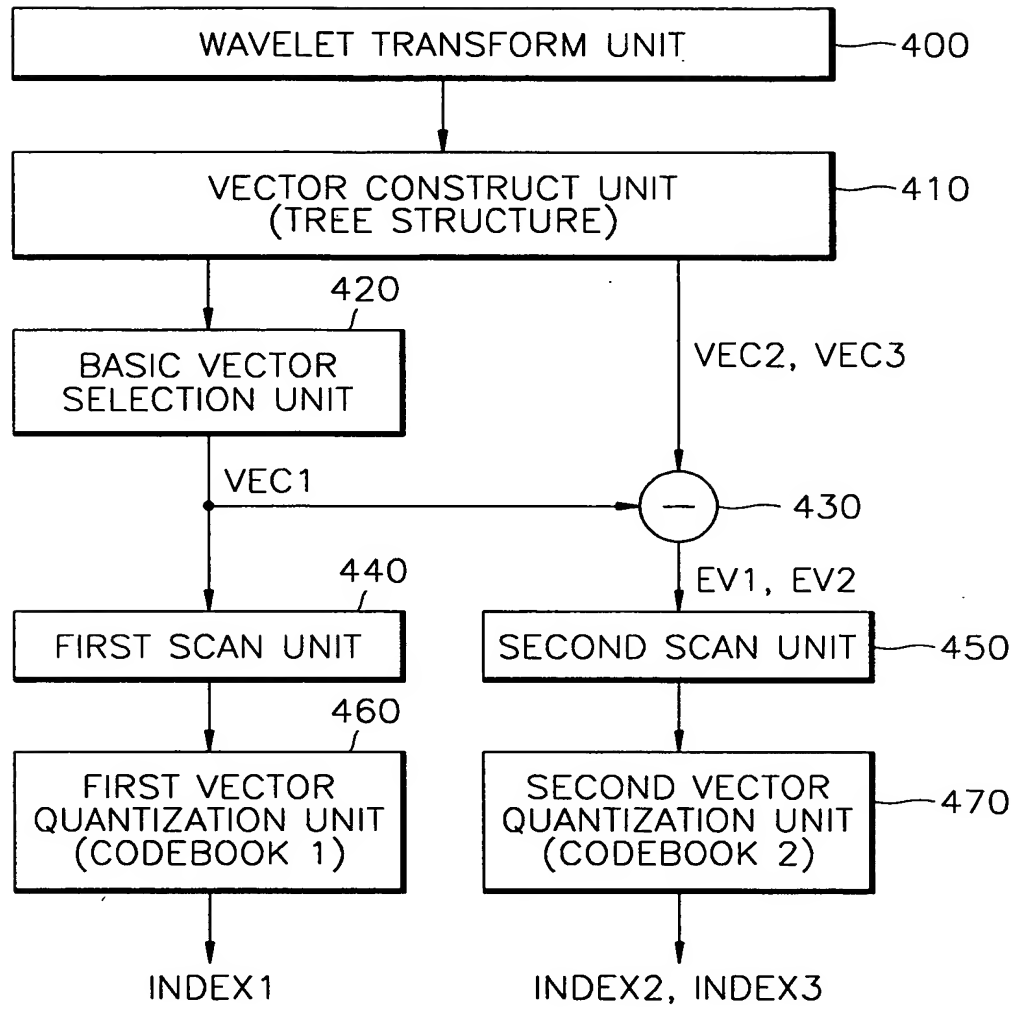 WAVELET TRANSFORM UNIT
400
VECTOR CONSTRUCT UNIT
(TREE STRUCTURE)
410
420
BASIC VECTOR
SELECTION UNIT
VEC2, VEC3
VEC1
430
EV1, EV2
440
FIRST SCAN UNIT
SECOND SCAN UNIT
450
460
FIRST VECTOR
QUANTIZATION UNIT
(CODEBOOK 1)
SECOND VECTOR
QUANTIZATION UNIT
(CODEBOOK 2)
470
INDEX1
INDEX2, INDEX3